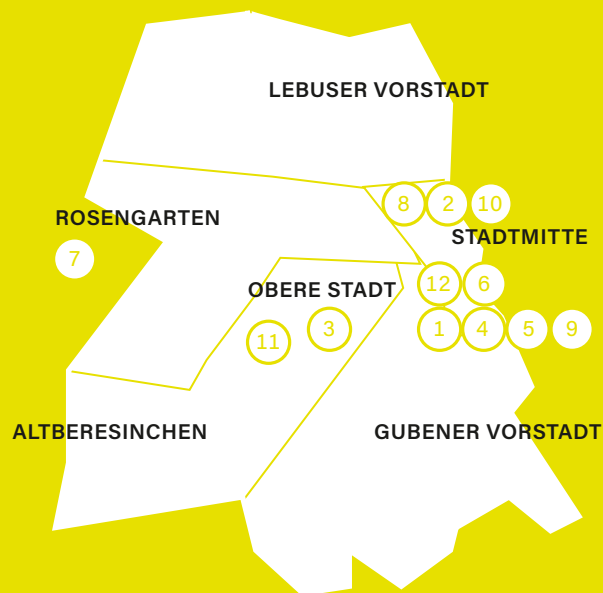 LEBUSER VORSTADT
8 2 10
ROSENGARTEN
STADTMITTE
7
12 6
OBERE STADT
11 3 1 4 5 9
ALTBERESINCHEN
GUBENER VORSTADT